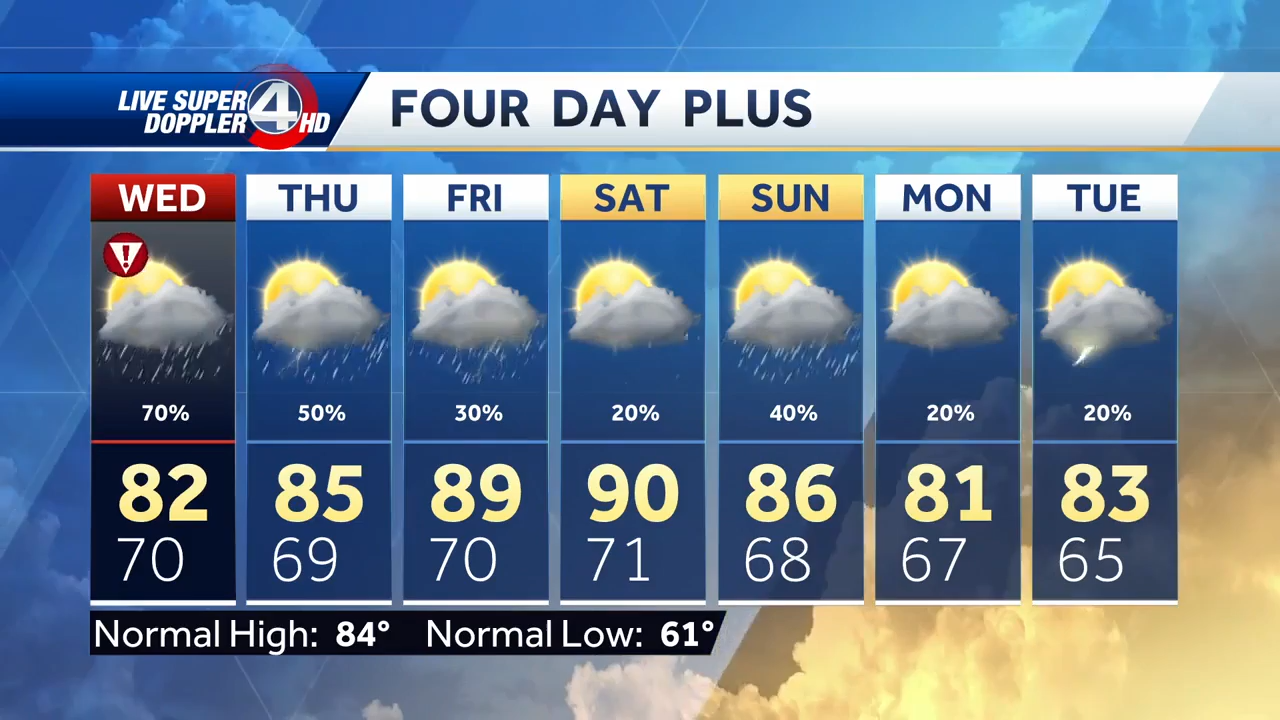 LIVE SUPER
DOPPLER 4 HD
FOUR DAY PLUS
WED THU FRI SAT SUN MON TUE
!
70% 50% 30% 20% 40% 20% 20%
82 85 89 90 86 81 83
70 69 70 71 68 67 65
Normal High: 84° Normal Low: 61°